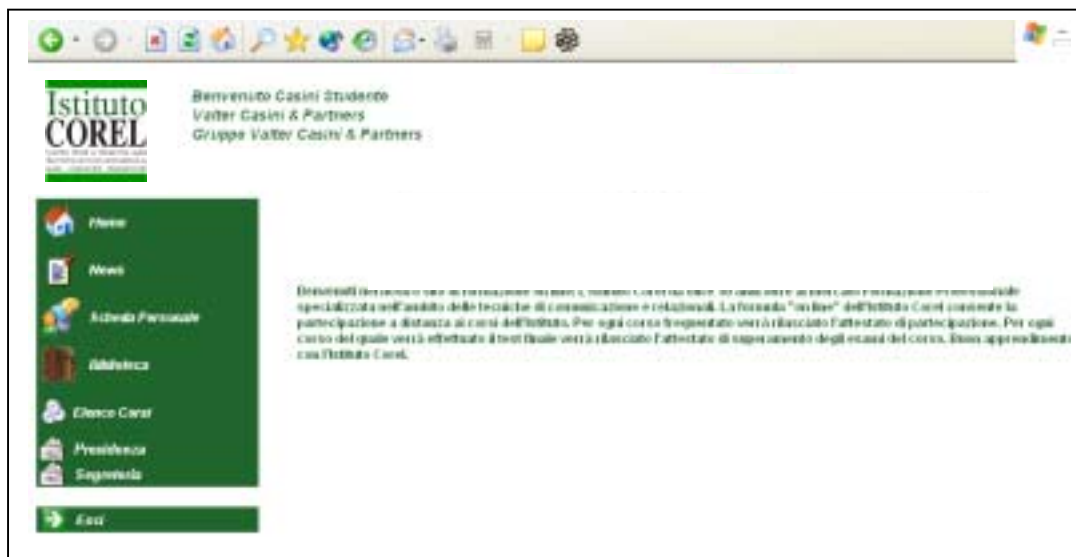 Istituto
COREL
Benvenuto Casini Studente
Valter Casini & Partners
Gruppo Valter Casini & Partners
Home
News
Scheda Personale
Biblioteca
Elenco Corsi
Presidenza
Segreteria
Esci
Benvenuti formazione
specializzata nell'ambito delle tecniche di comunicazione e relazionali. La formula "on line" dell'Istituto Corel consente la
partecipazione a distanza ai corsi dell'Istituto. Per ogni corso frequentato verrà rilasciato l'attestato di partecipazione. Per ogni
corso del quale verrà effettuato il test finale verrà rilasciato l'attestato di superamento degli esami del corso. Buon apprendimento
con l'Istituto Corel.